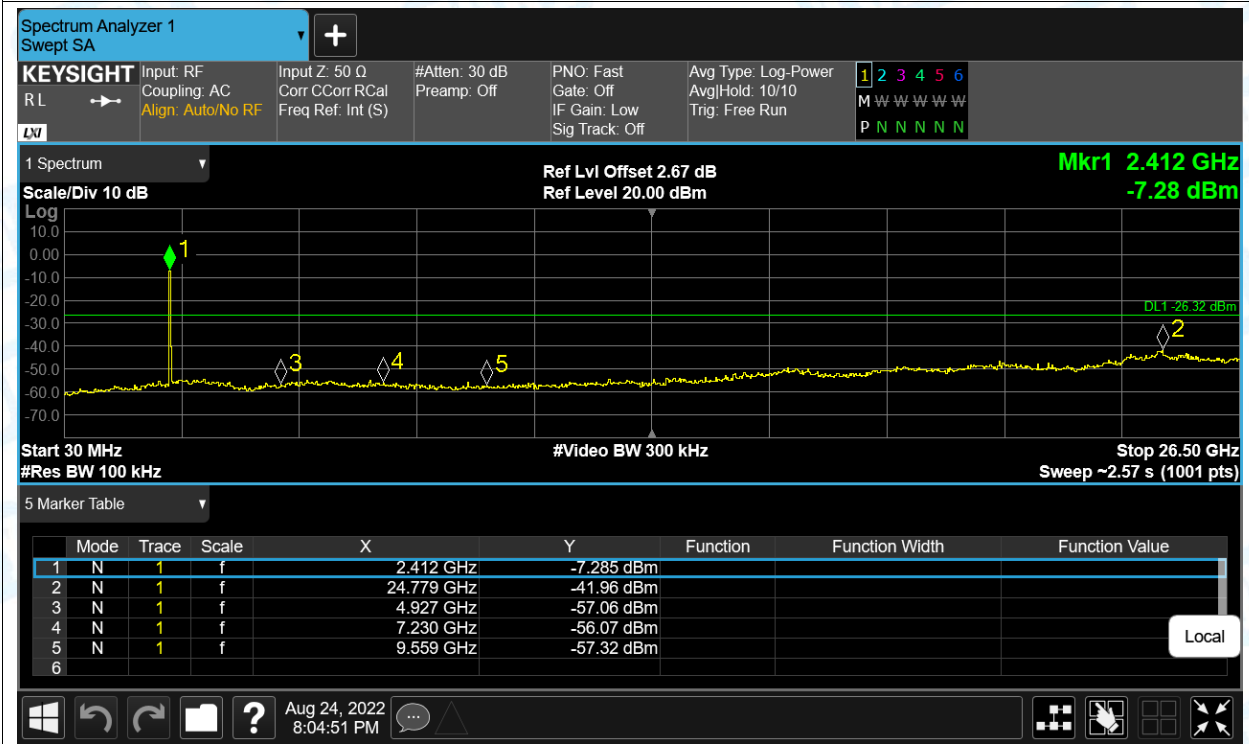 Spectrum Analyzer 1
Swept SA
KEYSIGHT
R L
LXI
Input: RF
Coupling: AC
Align: Auto/No RF
Input Z: 50 Ω
Corr CCorr RCal
Freq Ref: Int (S)
#Atten: 30 dB
Preamp: Off
PNO: Fast
Gate: Off
IF Gain: Low
Sig Track: Off
Avg Type: Log-Power
Avg|Hold: 10/10
Trig: Free Run
1 2 3 4 5 6
M W W W W W
P N N N N N
1 Spectrum
Scale/Div 10 dB
Ref Lvl Offset 2.67 dB
Ref Level 20.00 dBm
Mkr1 2.412 GHz
-7.28 dBm
Log
10.0
0.00
-10.0
-20.0
-30.0
-40.0
-50.0
-60.0
-70.0
1
DL1 -26.32 dBm
2
3
4
5
Start 30 MHz
#Video BW 300 kHz
Stop 26.50 GHz
#Res BW 100 kHz
Sweep ~2.57 s (1001 pts)
5 Marker Table
Mode Trace Scale X Y Function Function Width Function Value
1 N 1 f 2.412 GHz -7.285 dBm
2 N 1 f 24.779 GHz -41.96 dBm
3 N 1 f 4.927 GHz -57.06 dBm
4 N 1 f 7.230 GHz -56.07 dBm
5 N 1 f 9.559 GHz -57.32 dBm
6
Local
?
Aug 24, 2022
8:04:51 PM